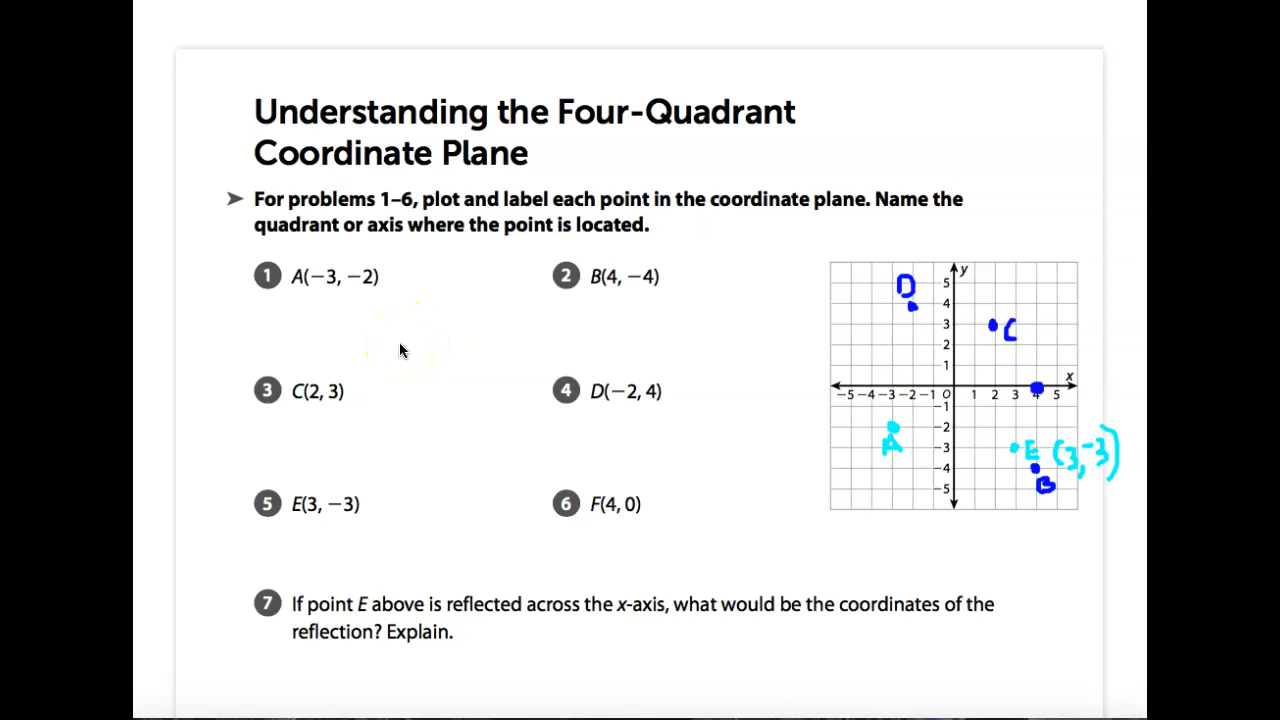 Understanding the Four-Quadrant
Coordinate Plane
➤ For problems 1–6, plot and label each point in the coordinate plane. Name the
quadrant or axis where the point is located.
1 A(−3, −2)
2 B(4, −4)
3 C(2, 3)
4 D(−2, 4)
5 E(3, −3)
6 F(4, 0)
y
D
5
4
3
C
2
1
x
−5 −4 −3 −2 −1 O 1 2 3 4 5
−1
−2
A
−3
E (3,-3)
−4
−5
B
7 If point E above is reflected across the x-axis, what would be the coordinates of the
reflection? Explain.